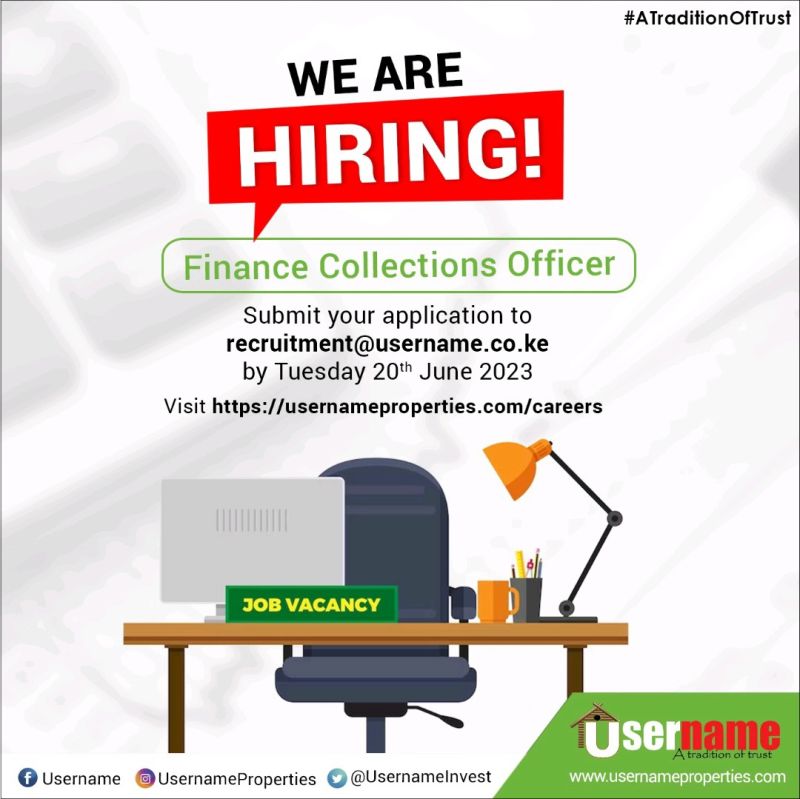 #ATraditionOfTrust
WE ARE
HIRING!
Finance Collections Officer
Submit your application to
recruitment@username.co.ke
by Tuesday 20th June 2023
Visit https://usernameproperties.com/careers
JOB VACANCY
Username
A tradition of trust
Username UsernameProperties @UsernameInvest
www.usernameproperties.com